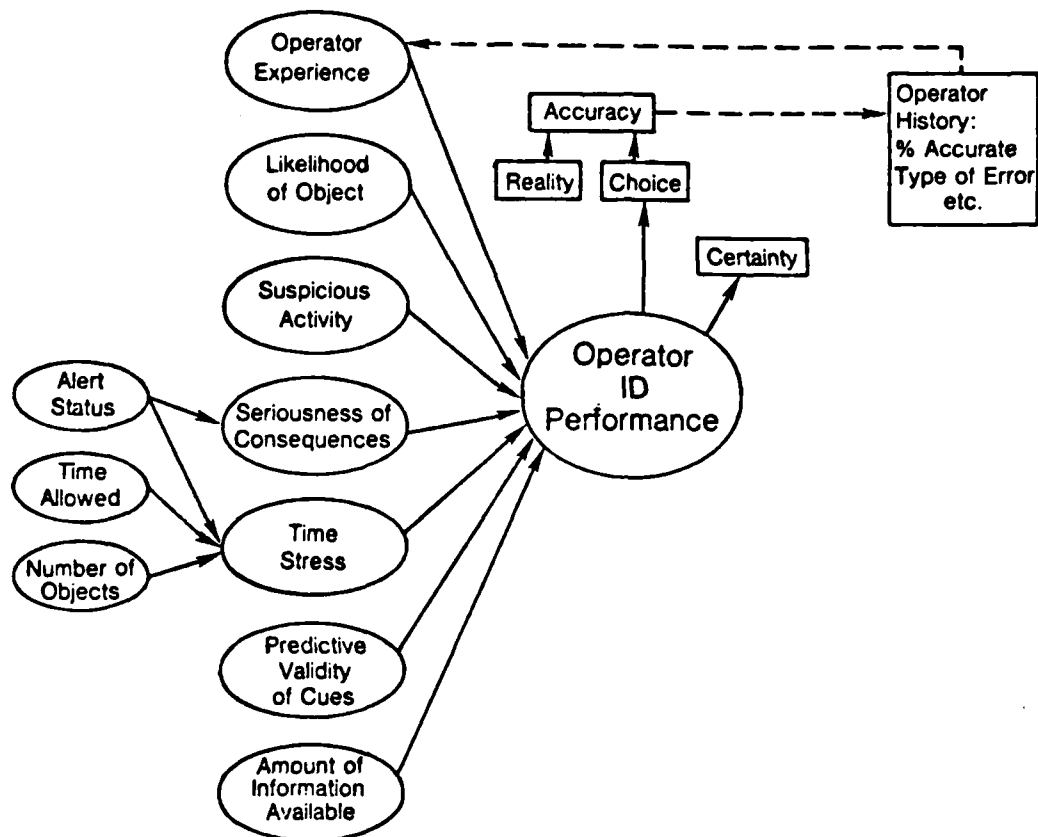 Operator
Experience
Likelihood
of Object
Suspicious
Activity
Alert
Status
Seriousness of
Consequences
Time
Allowed
Time
Stress
Number of
Objects
Predictive
Validity
of Cues
Amount of
Information
Available
Operator
ID
Performance
Accuracy
Reality
Choice
Certainty
Operator
History:
% Accurate
Type of Error
etc.